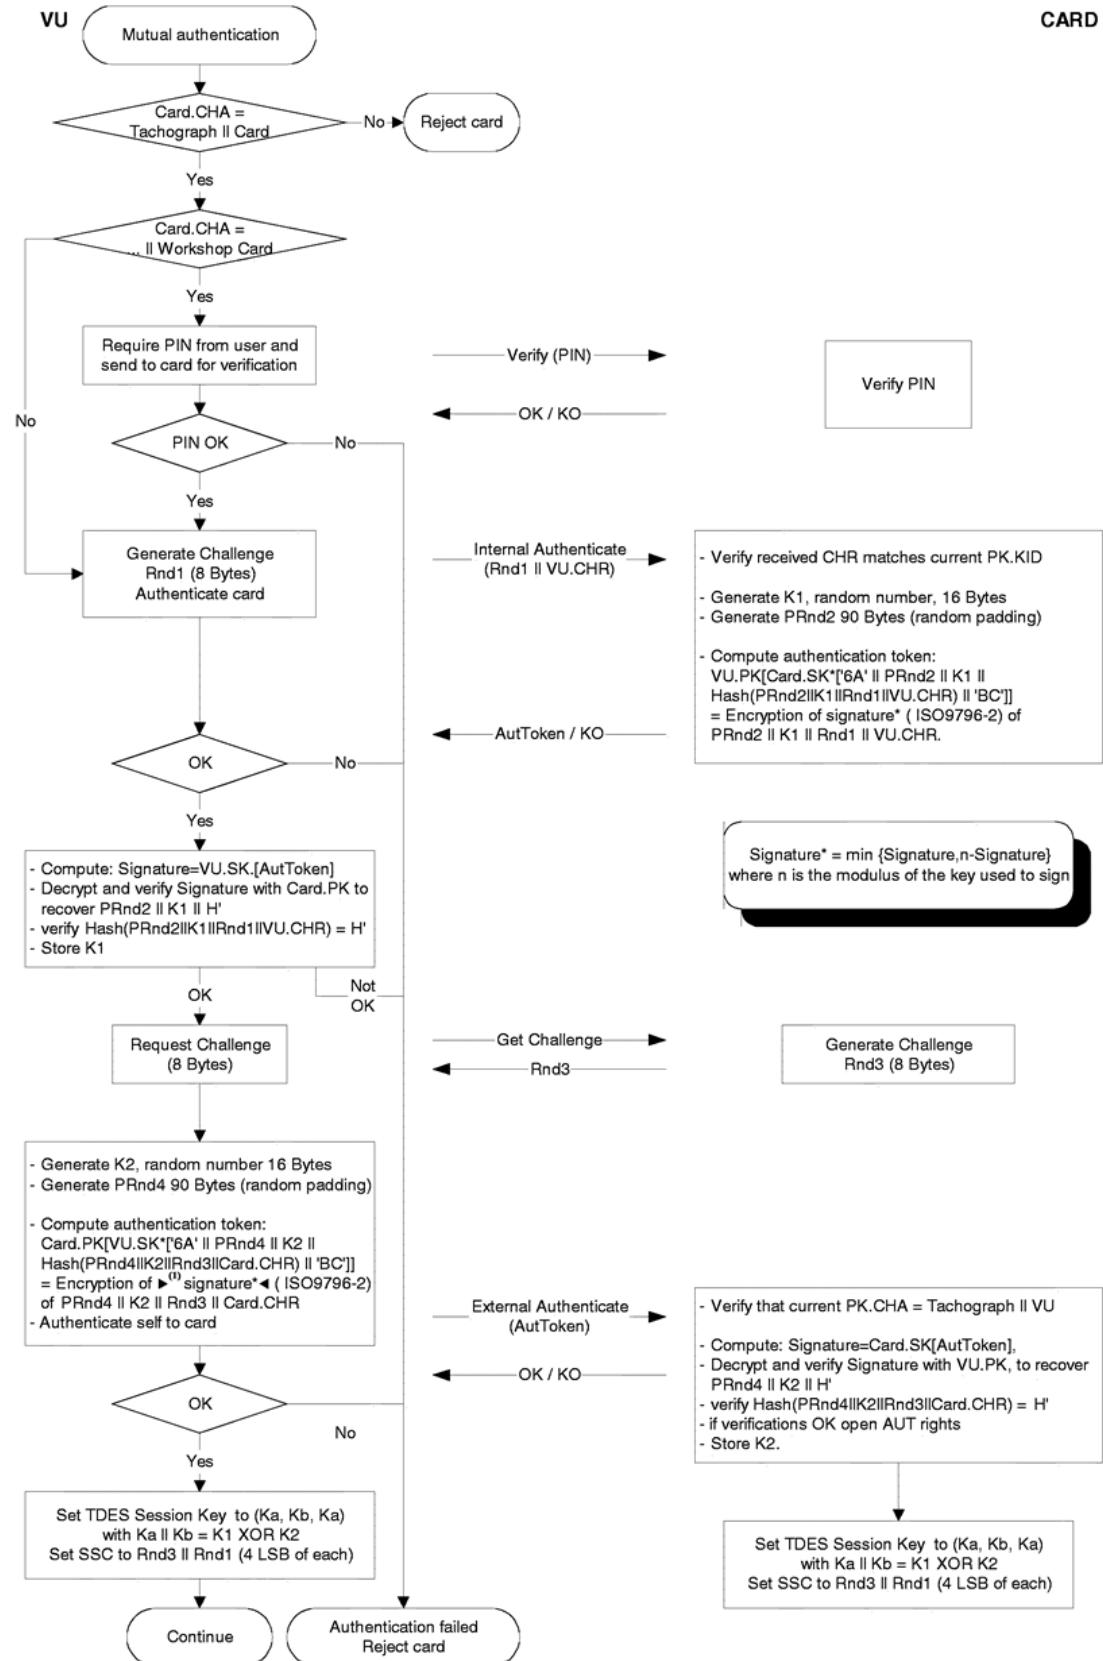 VU
CARD
Mutual authentication
Card.CHA =
Tachograph || Card
No
Reject card
Yes
Card.CHA =
... || Workshop Card
Yes
Require PIN from user and
send to card for verification
Verify (PIN)
Verify PIN
No
OK / KO
PIN OK
No
Yes
Generate Challenge
Rnd1 (8 Bytes)
Authenticate card
Internal Authenticate
(Rnd1 || VU.CHR)
- Verify received CHR matches current PK.KID
- Generate K1, random number, 16 Bytes
- Generate PRnd2 90 Bytes (random padding)
- Compute authentication token:
VU.PK[Card.SK*['6A' || PRnd2 || K1 ||
Hash(PRnd2||K1||Rnd1||VU.CHR) || 'BC']]
= Encryption of signature* ( ISO9796-2) of
PRnd2 || K1 || Rnd1 || VU.CHR.
AutToken / KO
OK
No
Yes
- Compute: Signature=VU.SK.[AutToken]
- Decrypt and verify Signature with Card.PK to
recover PRnd2 || K1 || H'
- verify Hash(PRnd2||K1||Rnd1||VU.CHR) = H'
- Store K1
Signature* = min {Signature,n-Signature}
where n is the modulus of the key used to sign
OK
Not
OK
Request Challenge
(8 Bytes)
Get Challenge
Rnd3
Generate Challenge
Rnd3 (8 Bytes)
- Generate K2, random number 16 Bytes
- Generate PRnd4 90 Bytes (random padding)
- Compute authentication token:
Card.PK[VU.SK*['6A' || PRnd4 || K2 ||
Hash(PRnd4||K2||Rnd3||Card.CHR) || 'BC']]
= Encryption of ►(1) signature*◄ ( ISO9796-2)
of PRnd4 || K2 || Rnd3 || Card.CHR
- Authenticate self to card
External Authenticate
(AutToken)
OK / KO
- Verify that current PK.CHA = Tachograph || VU
- Compute: Signature=Card.SK[AutToken],
- Decrypt and verify Signature with VU.PK, to recover
PRnd4 || K2 || H'
- verify Hash(PRnd4||K2||Rnd3||Card.CHR) = H'
- if verifications OK open AUT rights
- Store K2.
OK
No
Yes
Set TDES Session Key to (Ka, Kb, Ka)
with Ka || Kb = K1 XOR K2
Set SSC to Rnd3 || Rnd1 (4 LSB of each)
Set TDES Session Key to (Ka, Kb, Ka)
with Ka || Kb = K1 XOR K2
Set SSC to Rnd3 || Rnd1 (4 LSB of each)
Continue
Authentication failed
Reject card